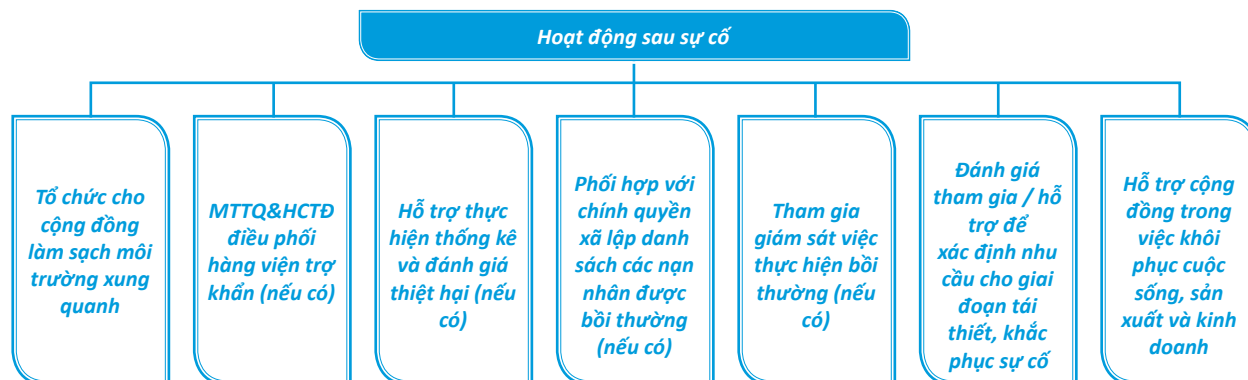 Hoạt động sau sự cố
Tổ chức cho
cộng đồng
làm sạch môi
trường xung
quanh
MTTQ&HCTĐ
điều phối
hàng viện trợ
khẩn (nếu có)
Hỗ trợ thực
hiện thống kê
và đánh giá
thiệt hại (nếu
có)
Phối hợp với
chính quyền
xã lập danh
sách các nạn
nhân được
bồi thường
(nếu có)
Tham gia
giám sát việc
thực hiện bồi
thường (nếu
có)
Đánh giá
tham gia / hỗ
trợ để
xác định nhu
cầu cho giai
đoạn tái
thiết, khắc
phục sự cố
Hỗ trợ cộng
đồng trong
việc khôi
phục cuộc
sống, sản
xuất và kinh
doanh